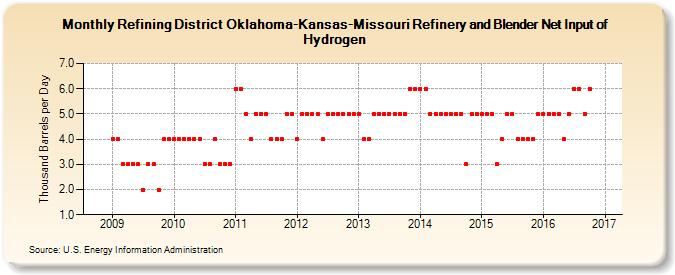 Monthly Refining District Oklahoma-Kansas-Missouri Refinery and Blender Net Input of
Hydrogen
Thousand Barrels per Day
7.0
6.0
5.0
4.0
3.0
2.0
1.0
2009 2010 2011 2012 2013 2014 2015 2016 2017
Source: U.S. Energy Information Administration